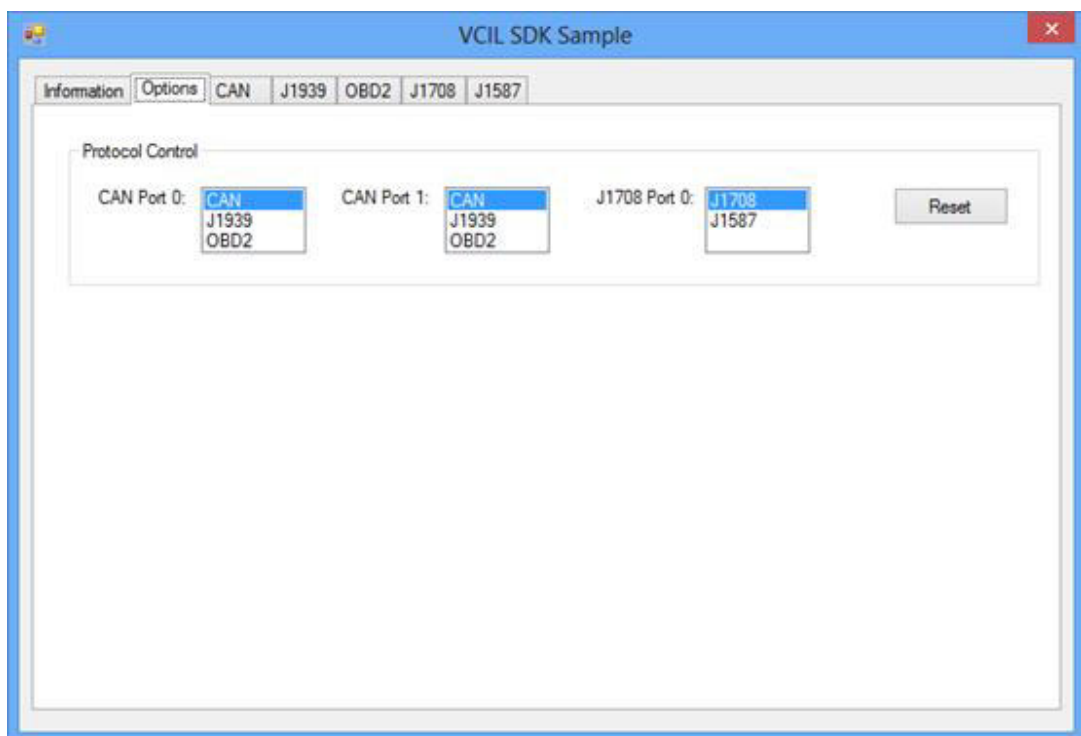 VCIL SDK Sample
Information Options CAN J1939 OBD2 J1708 J1587
Protocol Control
CAN Port 0: CAN CAN Port 1: CAN J1708 Port 0: J1708 Reset
J1939 J1939 J1587
OBD2 OBD2